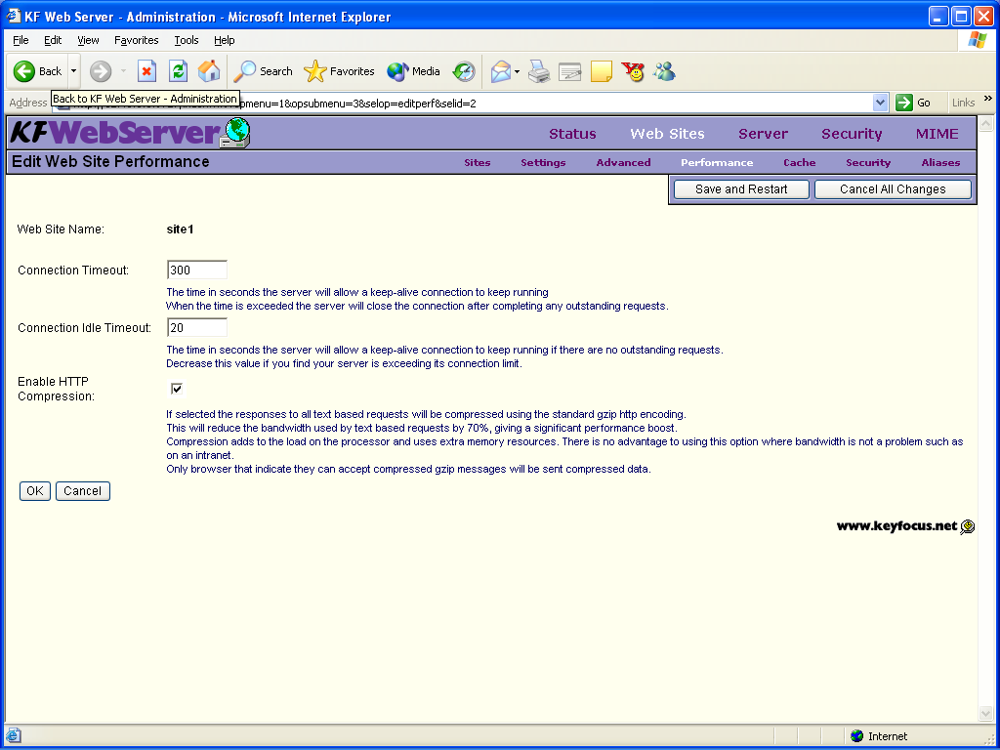 KF Web Server - Administration - Microsoft Internet Explorer
File Edit View Favorites Tools Help
Back Search Favorites Media
Address Back to KF Web Server - Administration bmenu=1&opsubmenu=3&selop=editperf&selid=2 Go Links »
KFWebServer Status Web Sites Server Security MIME
Edit Web Site Performance Sites Settings Advanced Performance Cache Security Aliases
Save and Restart Cancel All Changes
Web Site Name: site1
Connection Timeout: 300
The time in seconds the server will allow a keep-alive connection to keep running
When the time is exceeded the server will close the connection after completing any outstanding requests.
Connection Idle Timeout: 20
The time in seconds the server will allow a keep-alive connection to keep running if there are no outstanding requests.
Decrease this value if you find your server is exceeding its connection limit.
Enable HTTP
Compression:
If selected the responses to all text based requests will be compressed using the standard gzip http encoding.
This will reduce the bandwidth used by text based requests by 70%, giving a significant performance boost.
Compression adds to the load on the processor and uses extra memory resources. There is no advantage to using this option where bandwidth is not a problem such as
on an intranet.
Only browser that indicate they can accept compressed gzip messages will be sent compressed data.
OK Cancel
www.keyfocus.net
Internet